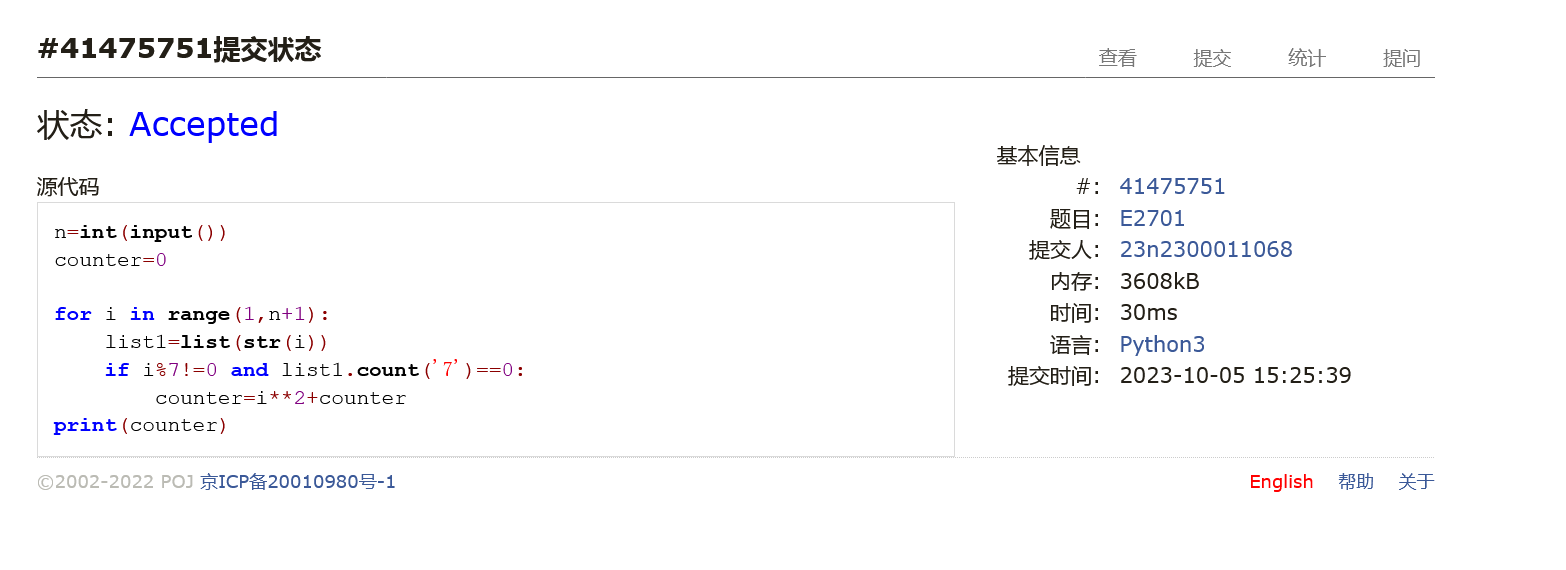 #41475751提交状态
查看 提交 统计 提问
状态: Accepted
源代码
n=int(input())
counter=0
for i in range(1,n+1):
    list1=list(str(i))
    if i%7!=0 and list1.count('7')==0:
        counter=i**2+counter
print(counter)
基本信息
#: 41475751
题目: E2701
提交人: 23n2300011068
内存: 3608kB
时间: 30ms
语言: Python3
提交时间: 2023-10-05 15:25:39
©2002-2022 POJ 京ICP备20010980号-1
English 帮助 关于